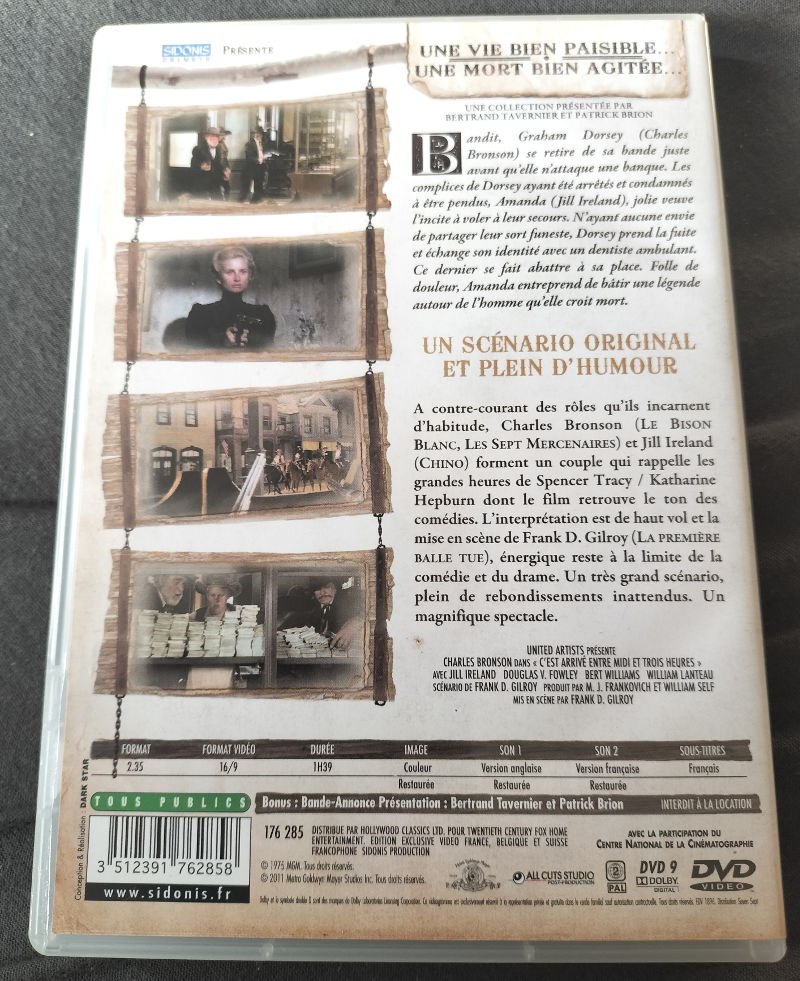 SIDONIS
PRÉSENTE
UNE VIE BIEN PAISIBLE...
UNE MORT BIEN AGITÉE...
UNE COLLECTION PRÉSENTÉE PAR
BERTRAND TAVERNIER ET PATRICK BRION
Bandit, Graham Dorsey (Charles
Bronson) se retire de sa bande juste
avant qu'elle n'attaque une banque. Les
complices de Dorsey ayant été arrêtés et condamnés
à être pendus, Amanda (Jill Ireland), jolie veuve
l'incite à voler à leur secours. N'ayant aucune envie
de partager leur sort funeste, Dorsey prend la fuite
et échange son identité avec un dentiste ambulant.
Ce dernier se fait abattre à sa place. Folle de
douleur, Amanda entreprend de bâtir une légende
autour de l'homme qu'elle croit mort.
UN SCÉNARIO ORIGINAL
ET PLEIN D'HUMOUR
A contre-courant des rôles qu'ils incarnent
d'habitude, Charles Bronson (LE BISON
BLANC, LES SEPT MERCENAIRES) et Jill Ireland
(CHINO) forment un couple qui rappelle les
grandes heures de Spencer Tracy / Katharine
Hepburn dont le film retrouve le ton des
comédies. L'interprétation est de haut vol et la
mise en scène de Frank D. Gilroy (LA PREMIÈRE
BALLE TUE), énergique reste à la limite de la
comédie et du drame. Un très grand scénario,
plein de rebondissements inattendus. Un
magnifique spectacle.
UNITED ARTISTS PRÉSENTE
CHARLES BRONSON DANS « C'EST ARRIVÉ ENTRE MIDI ET TROIS HEURES »
AVEC JILL IRELAND DOUGLAS V. FOWLEY BERT WILLIAMS WILLIAM LANTEAU
SCÉNARIO DE FRANK D. GILROY PRODUIT PAR M. J. FRANKOVICH ET WILLIAM SELF
MIS EN SCÈNE PAR FRANK D. GILROY
FORMAT FORMAT VIDÉO DURÉE IMAGE SON 1 SON 2 SOUS-TITRES
2.35 16/9 1H39 Couleur Version anglaise Version française Français
Restaurée Restaurée Restaurée
TOUS PUBLICS
Bonus : Bande-Annonce Présentation : Bertrand Tavernier et Patrick Brion
INTERDIT À LA LOCATION
Conception & Réalisation : DARK STAR
3 512391 762858
www.sidonis.fr
176 285
DISTRIBUE PAR HOLLYWOOD CLASSICS LTD. POUR TWENTIETH CENTURY FOX HOME
ENTERTAINMENT. EDITION EXCLUSIVE VIDEO FRANCE, BELGIQUE ET SUISSE
FRANCOPHONE SIDONIS PRODUCTION
© 1975 MGM. Tous droits réservés.
© 2011 Metro Goldwyn Mayer Studios Inc. Tous droits réservés.
ALL CUTS STUDIO
POST-PRODUCTION
AVEC LA PARTICIPATION DU
CENTRE NATIONAL DE LA CINÉMATOGRAPHIE
2
PAL
DVD 9
DOLBY
DIGITAL
DVD
VIDEO